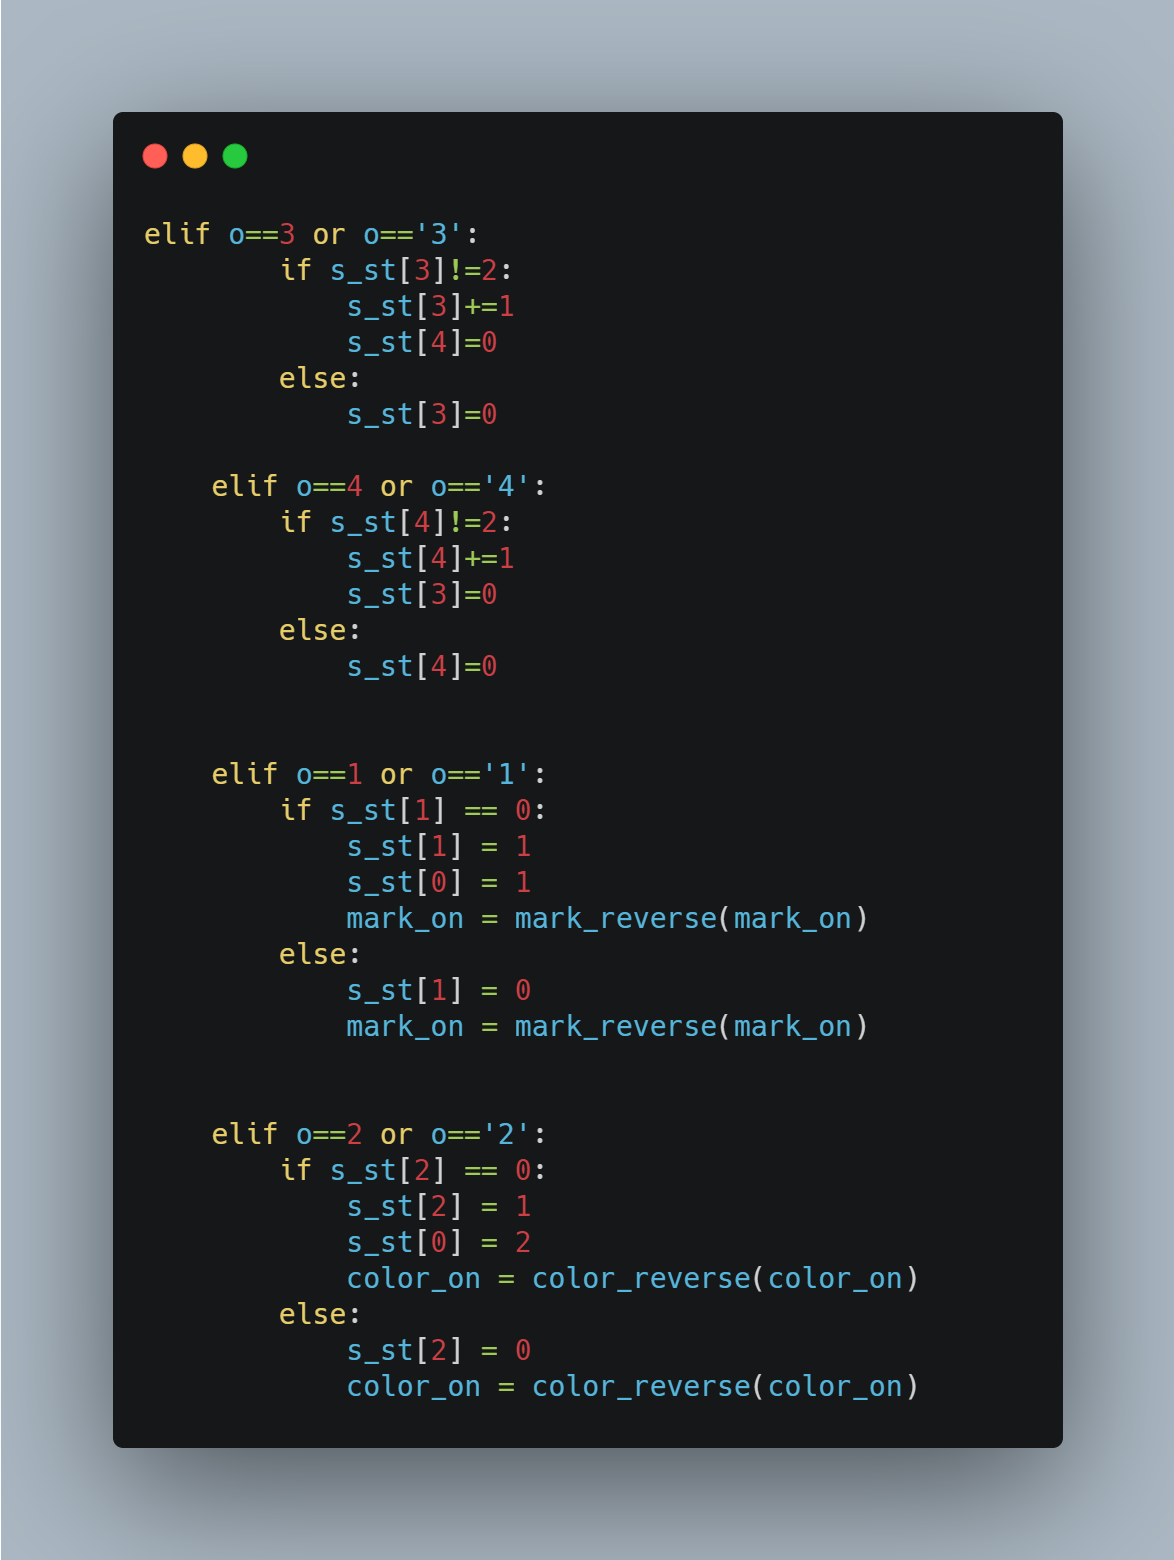 elif o==3 or o=='3':
        if s_st[3]!=2:
            s_st[3]+=1
            s_st[4]=0
        else:
            s_st[3]=0

    elif o==4 or o=='4':
        if s_st[4]!=2:
            s_st[4]+=1
            s_st[3]=0
        else:
            s_st[4]=0


    elif o==1 or o=='1':
        if s_st[1] == 0:
            s_st[1] = 1
            s_st[0] = 1
            mark_on = mark_reverse(mark_on)
        else:
            s_st[1] = 0
            mark_on = mark_reverse(mark_on)


    elif o==2 or o=='2':
        if s_st[2] == 0:
            s_st[2] = 1
            s_st[0] = 2
            color_on = color_reverse(color_on)
        else:
            s_st[2] = 0
            color_on = color_reverse(color_on)